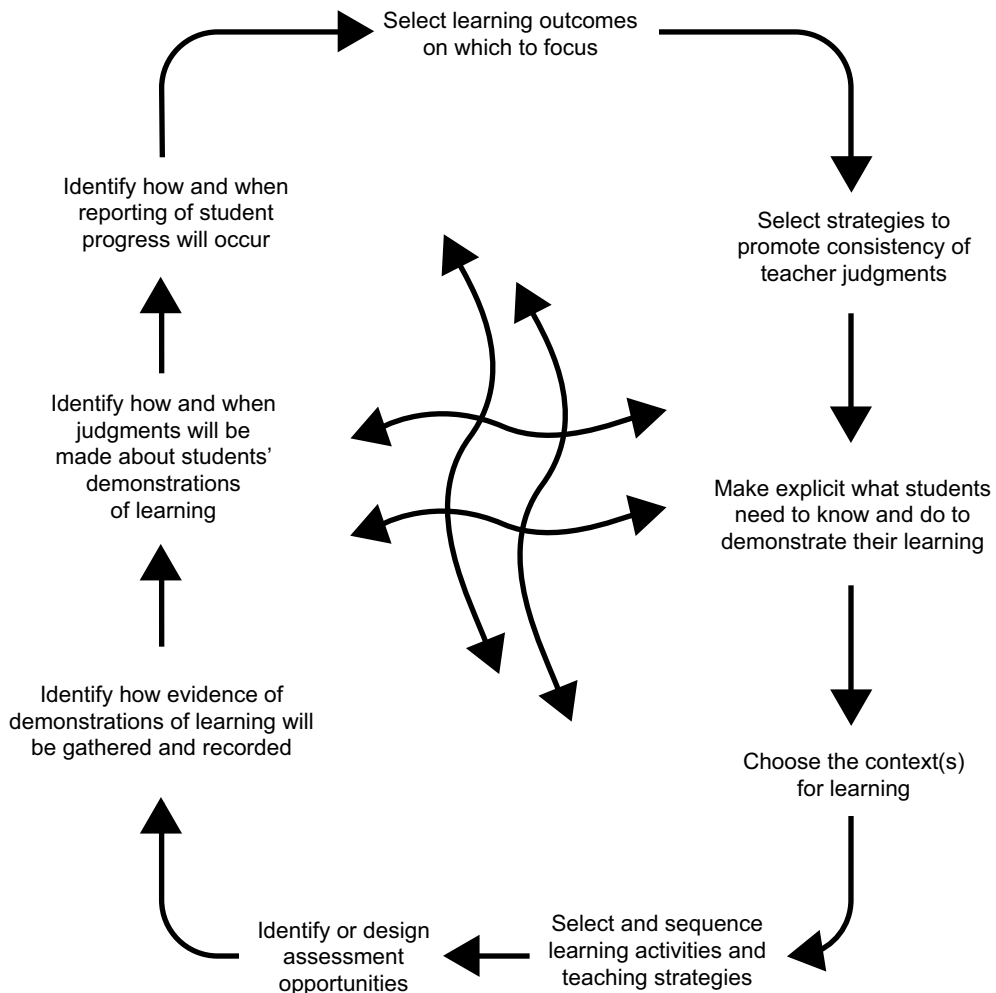 Select learning outcomes
on which to focus
Select strategies to
promote consistency of
teacher judgments
Make explicit what students
need to know and do to
demonstrate their learning
Choose the context(s)
for learning
Select and sequence
learning activities and
teaching strategies
Identify or design
assessment
opportunities
Identify how evidence of
demonstrations of learning will
be gathered and recorded
Identify how and when
judgments will be
made about students’
demonstrations
of learning
Identify how and when
reporting of student
progress will occur